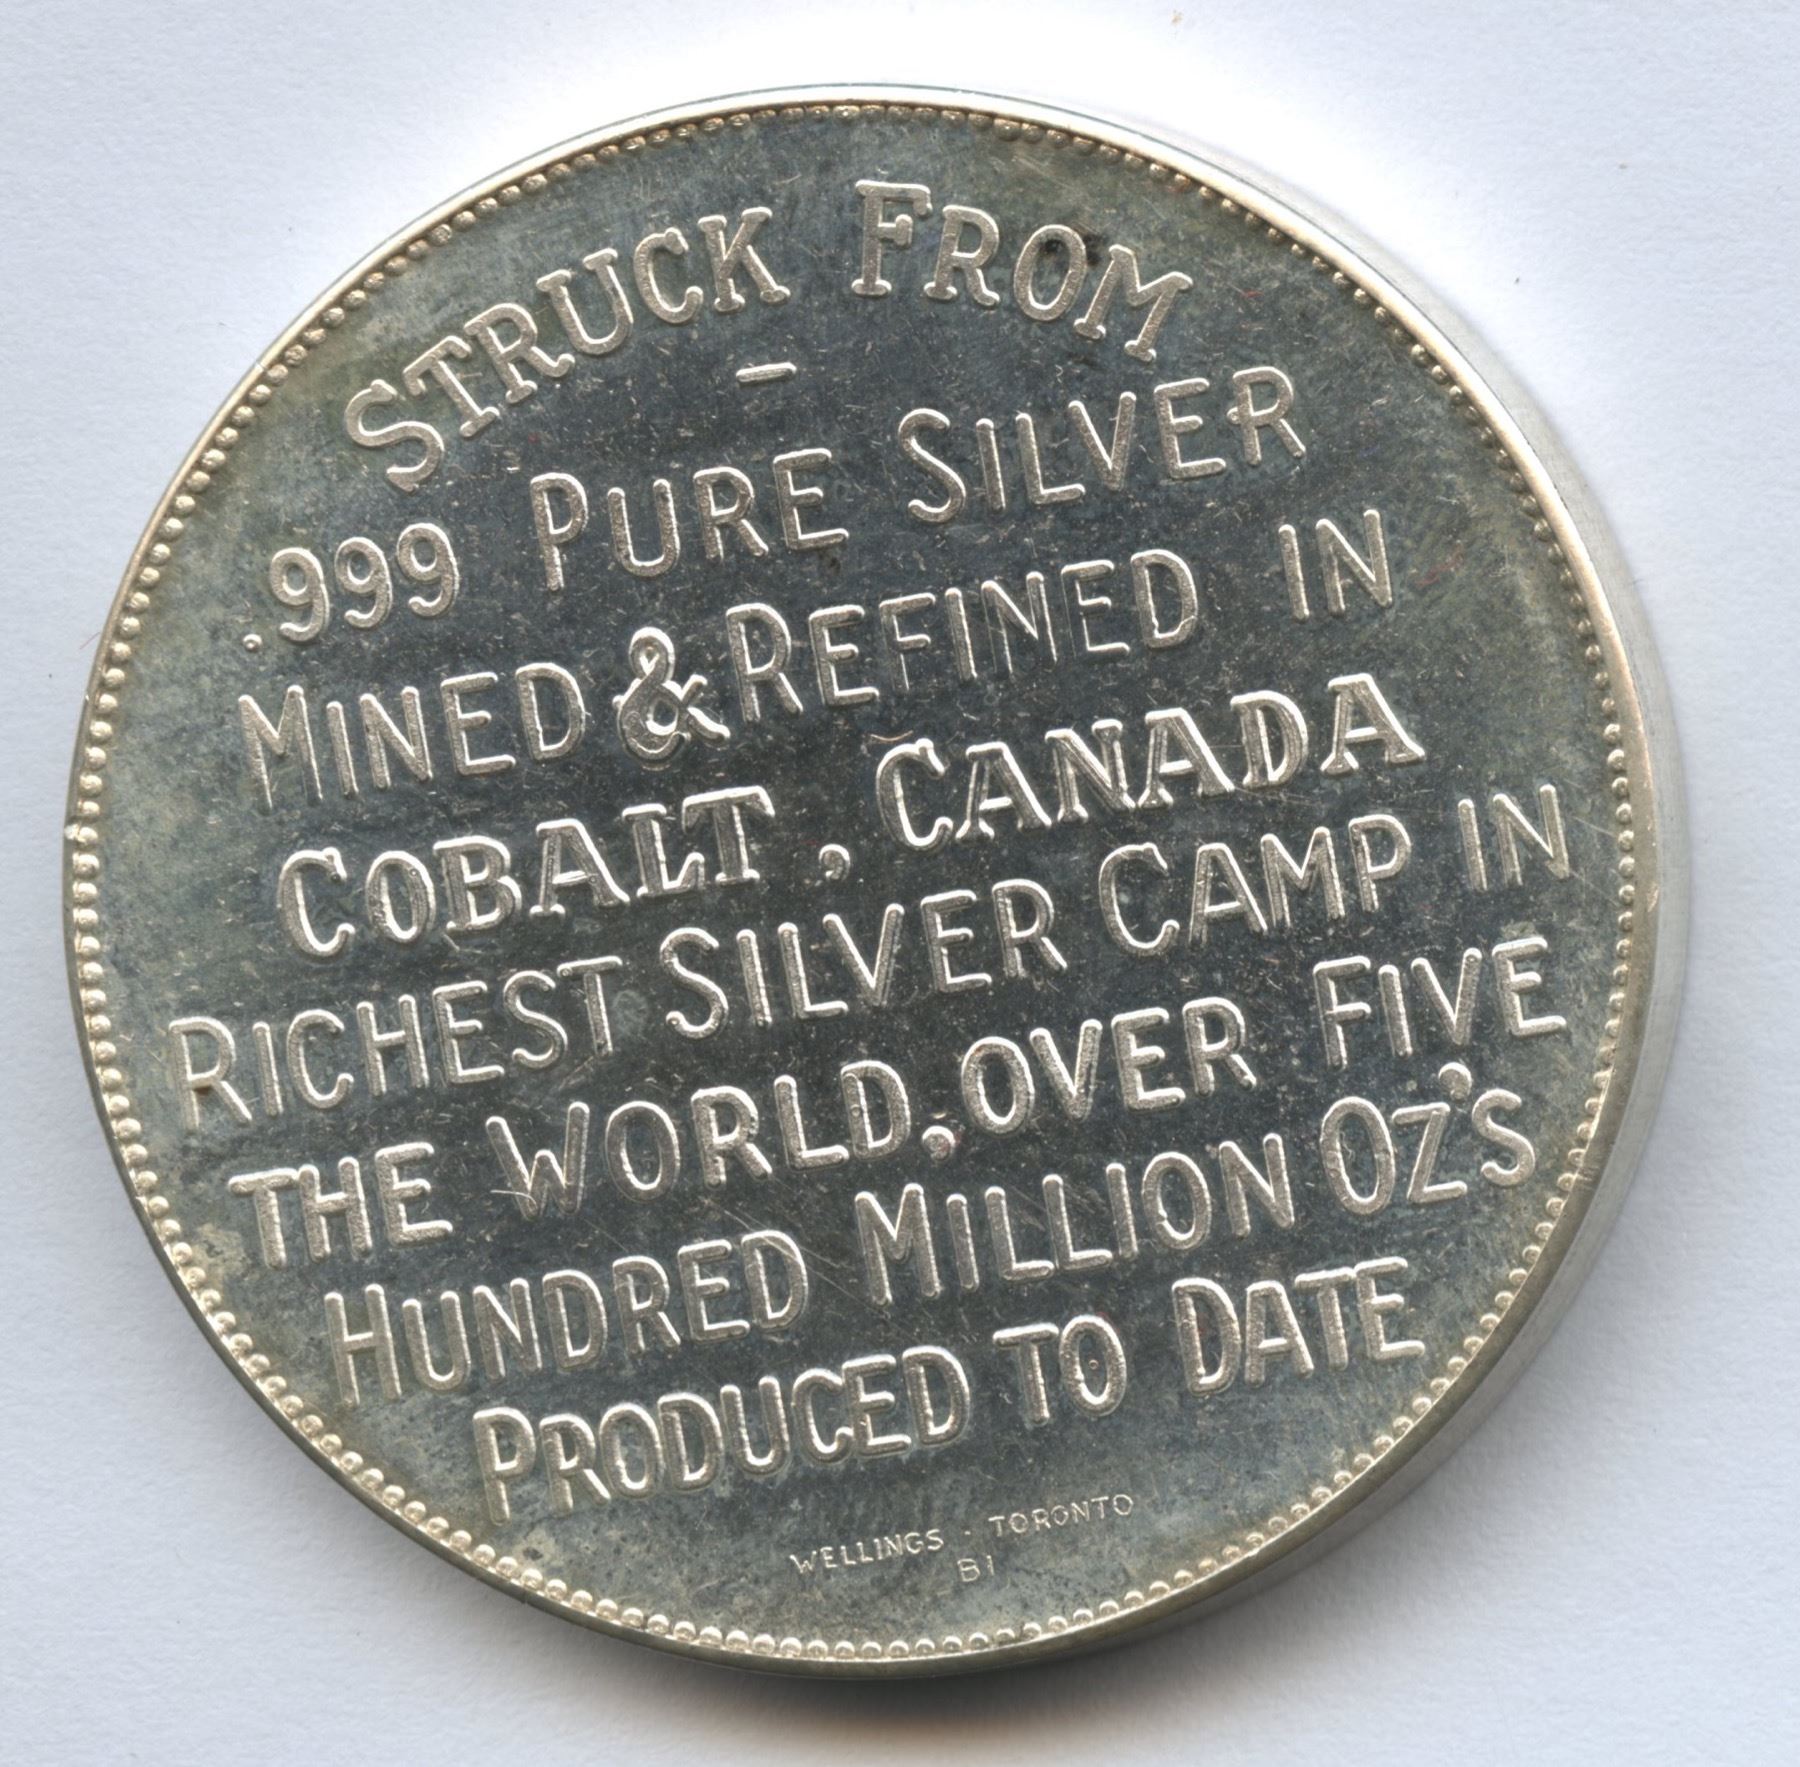 STRUCK FROM
-
.999 PURE SILVER
MINED & REFINED IN
COBALT, CANADA
RICHEST SILVER CAMP IN
THE WORLD. OVER FIVE,
HUNDRED MILLION OZ'S
PRODUCED TO DATE
WELLINGS - TORONTO
B1